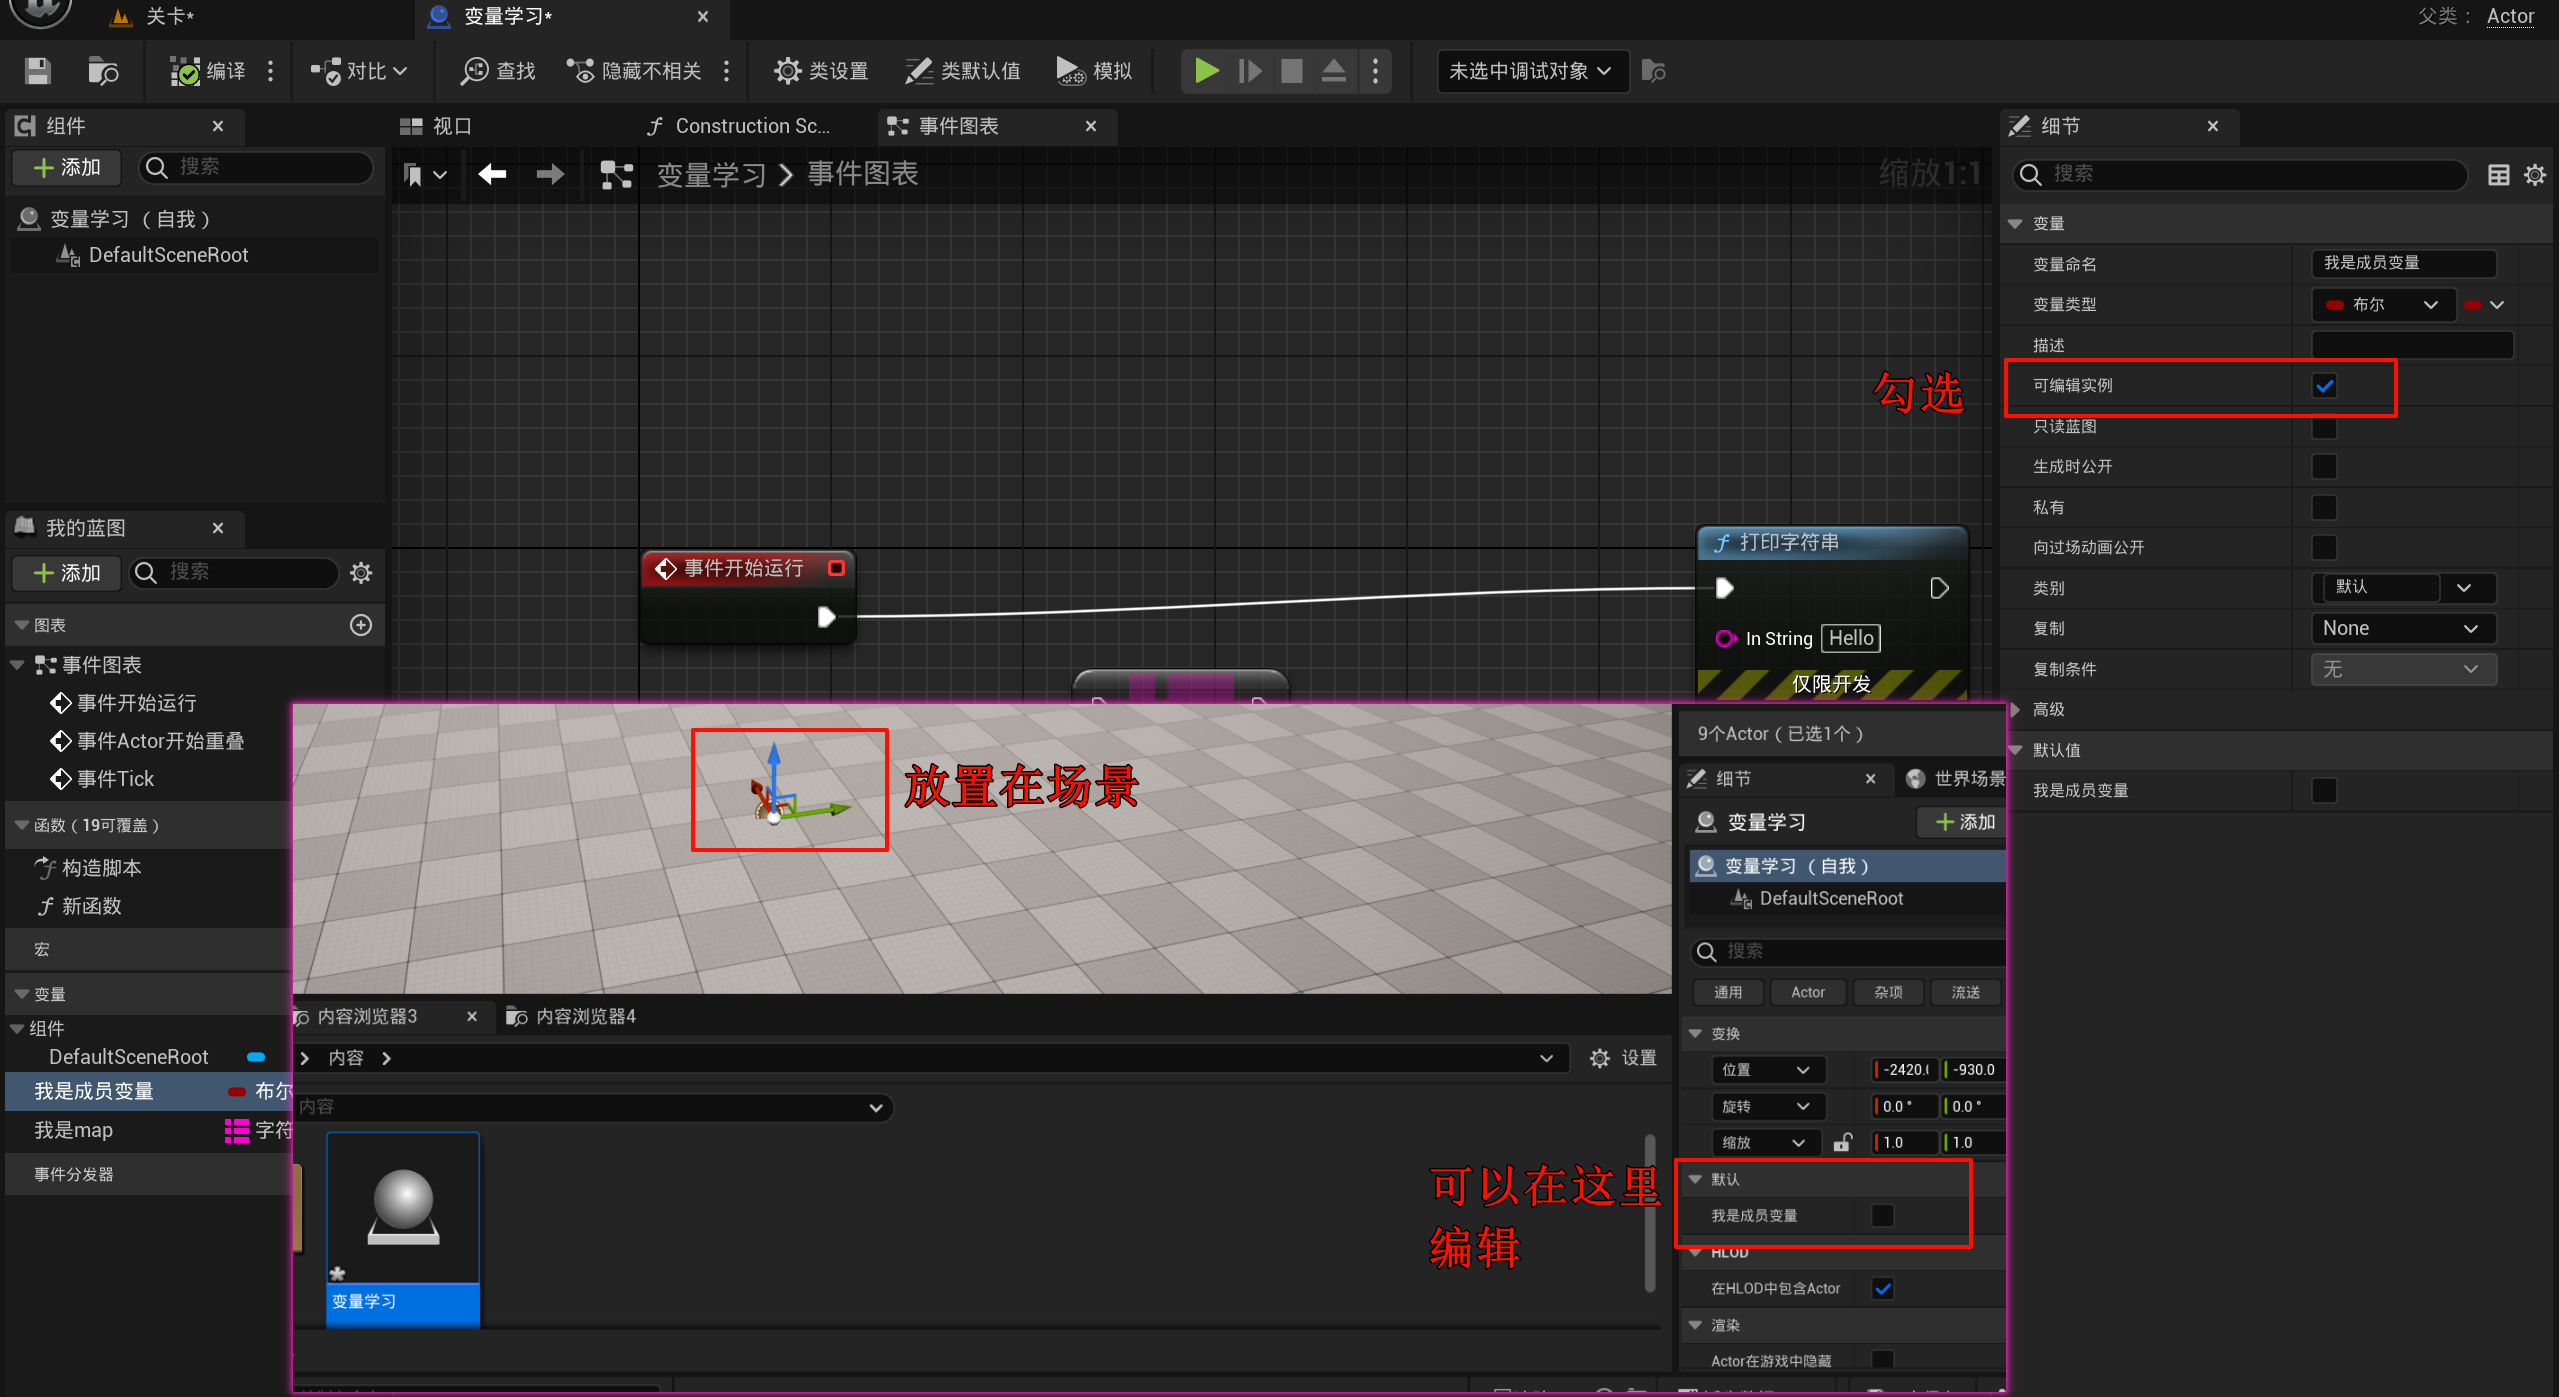 关卡*
变量学习*
父类： Actor
编译
对比
查找
隐藏不相关
类设置
类默认值
模拟
未选中调试对象
组件
视口
Construction Sc...
事件图表
细节
添加
搜索
变量学习
事件图表
缩放1:1
搜索
变量学习 （自我）
DefaultSceneRoot
变量
变量命名
我是成员变量
变量类型
布尔
描述
可编辑实例
勾选
只读蓝图
生成时公开
私有
向过场动画公开
类别
默认
复制
None
复制条件
无
高级
默认值
我是成员变量
我的蓝图
添加
搜索
图表
事件图表
事件开始运行
事件Actor开始重叠
事件Tick
函数（19可覆盖）
构造脚本
新函数
宏
变量
组件
DefaultSceneRoot
我是成员变量
布尔
我是map
字符
事件分发器
事件开始运行
打印字符串
In String
Hello
仅限开发
放置在场景
9个Actor（已选1个）
细节
世界场景
变量学习
添加
变量学习 （自我）
DefaultSceneRoot
搜索
通用
Actor
杂项
流送
变换
位置
-2420.
-930.0
旋转
0.0 °
0.0 °
缩放
1.0
1.0
默认
我是成员变量
HLOD
在HLOD中包含Actor
渲染
Actor在游戏中隐藏
内容浏览器3
内容浏览器4
内容
设置
内容
变量学习
可以在这里
编辑